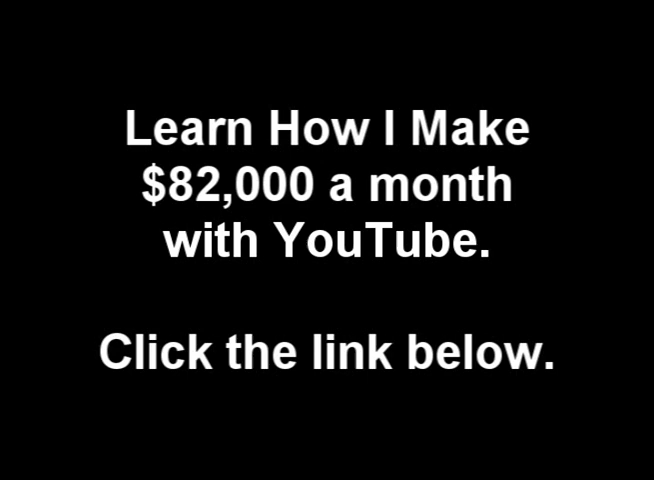 Learn How I Make
$82,000 a month
with YouTube.
Click the link below.